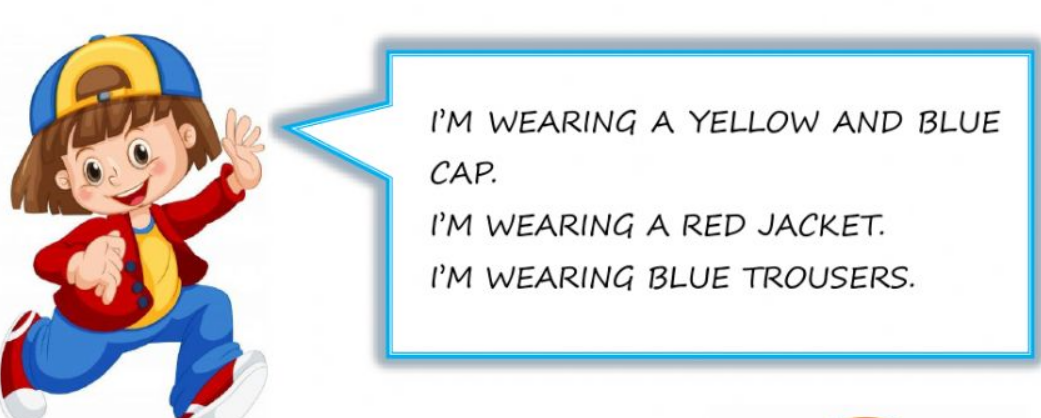 I'M WEARING A YELLOW AND BLUE
CAP.
I'M WEARING A RED JACKET.
I'M WEARING BLUE TROUSERS.